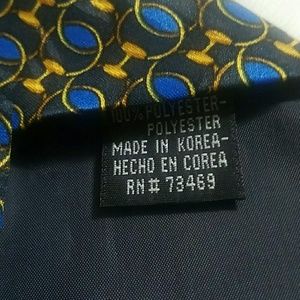 100% POLYESTER-
POLYESTER
MADE IN KOREA-
HECHO EN COREA
RN# 73469